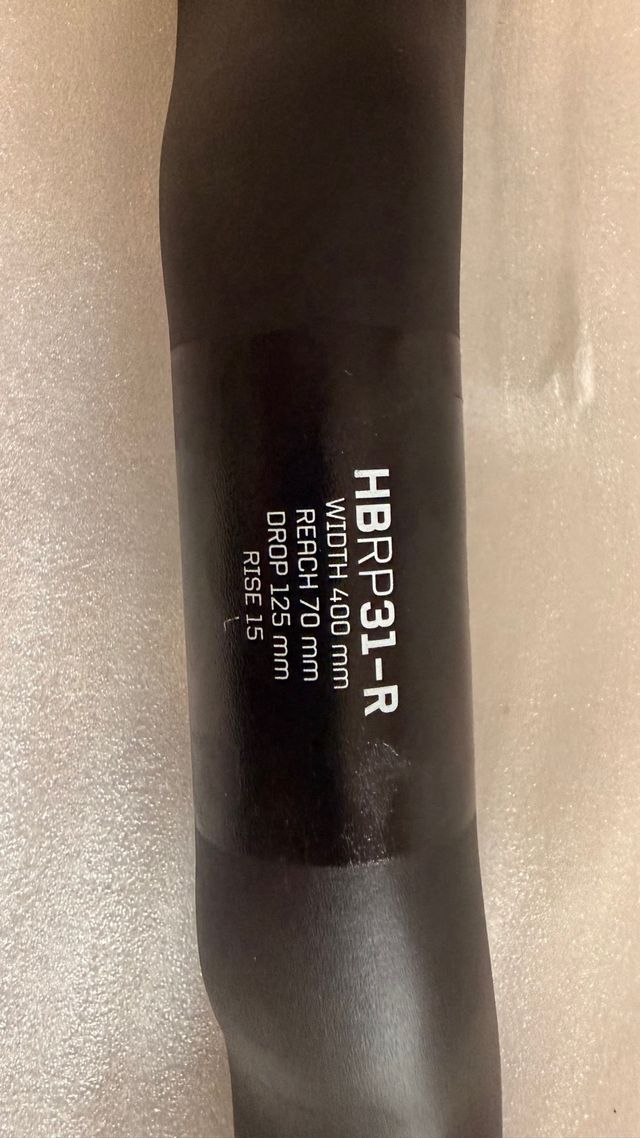 HBRP31-R
WIDTH 400 mm
REACH 70 mm
DROP 125 mm
RISE 15